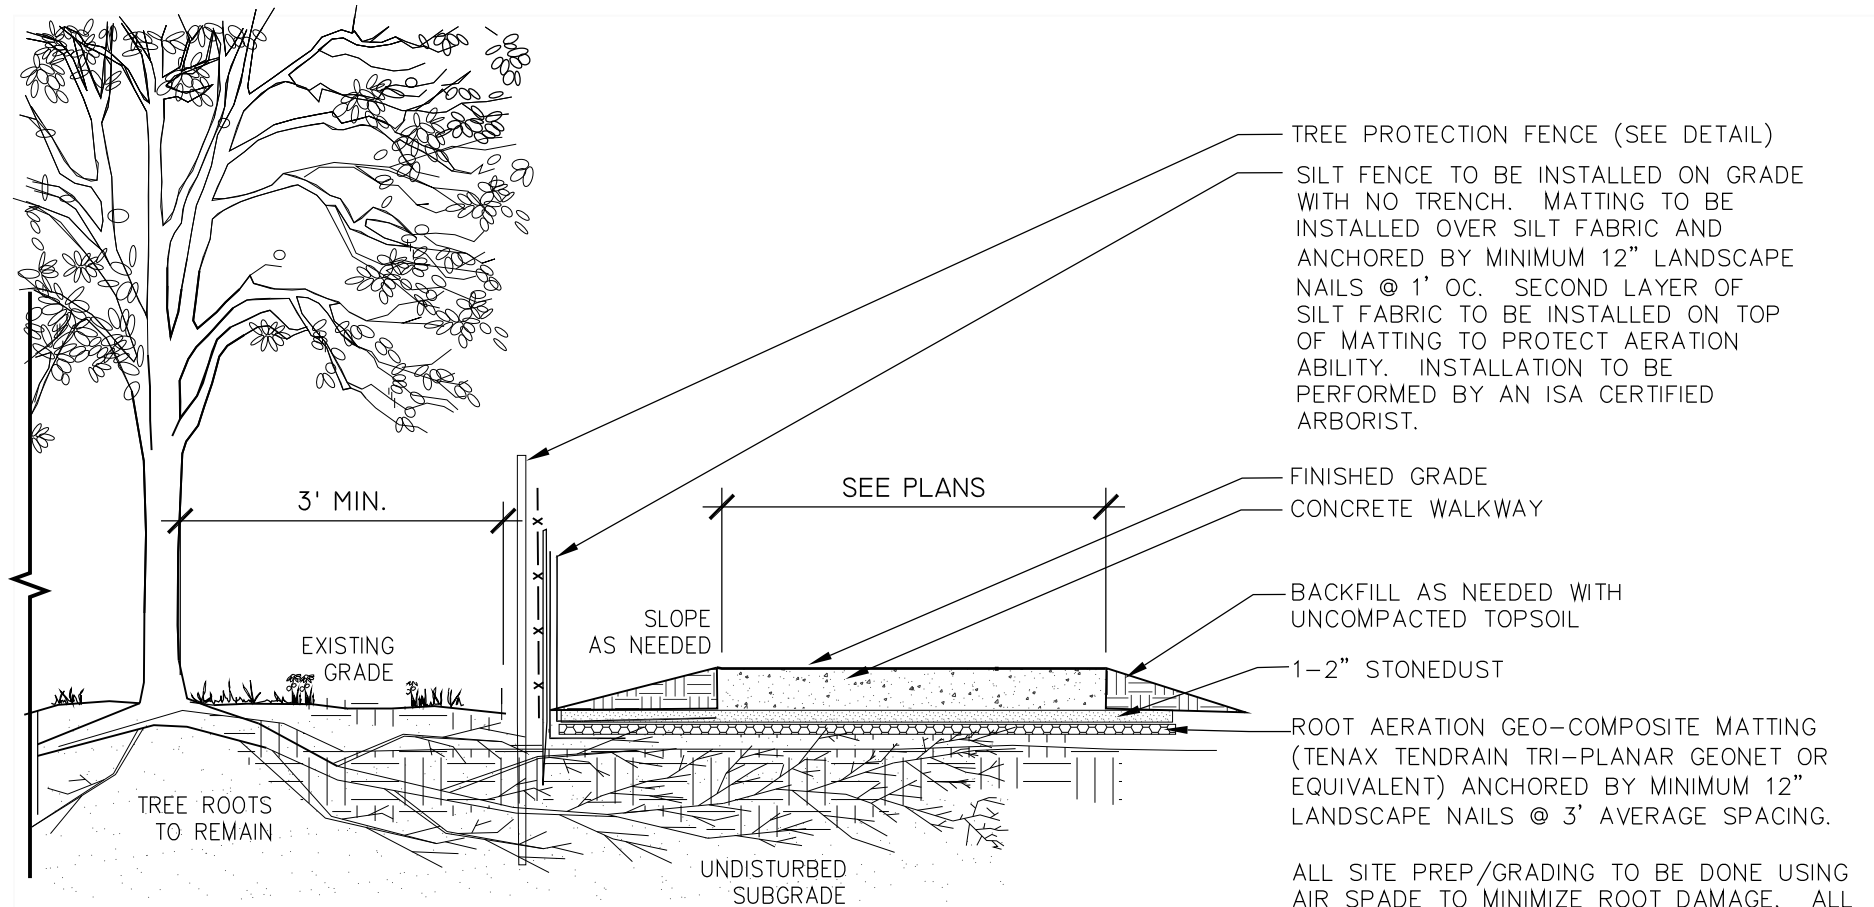 TREE PROTECTION FENCE (SEE DETAIL)
SILT FENCE TO BE INSTALLED ON GRADE
WITH NO TRENCH. MATTING TO BE
INSTALLED OVER SILT FABRIC AND
ANCHORED BY MINIMUM 12" LANDSCAPE
NAILS @ 1' OC. SECOND LAYER OF
SILT FABRIC TO BE INSTALLED ON TOP
OF MATTING TO PROTECT AERATION
ABILITY. INSTALLATION TO BE
PERFORMED BY AN ISA CERTIFIED
ARBORIST.
FINISHED GRADE
CONCRETE WALKWAY
3' MIN.
SEE PLANS
BACKFILL AS NEEDED WITH
UNCOMPACTED TOPSOIL
SLOPE
AS NEEDED
EXISTING
GRADE
1-2" STONEDUST
ROOT AERATION GEO-COMPOSITE MATTING
(TENAX TENDRAIN TRI-PLANAR GEONET OR
EQUIVALENT) ANCHORED BY MINIMUM 12"
LANDSCAPE NAILS @ 3' AVERAGE SPACING.
TREE ROOTS
TO REMAIN
UNDISTURBED
SUBGRADE
ALL SITE PREP/GRADING TO BE DONE USING
AIR SPADE TO MINIMIZE ROOT DAMAGE. ALL